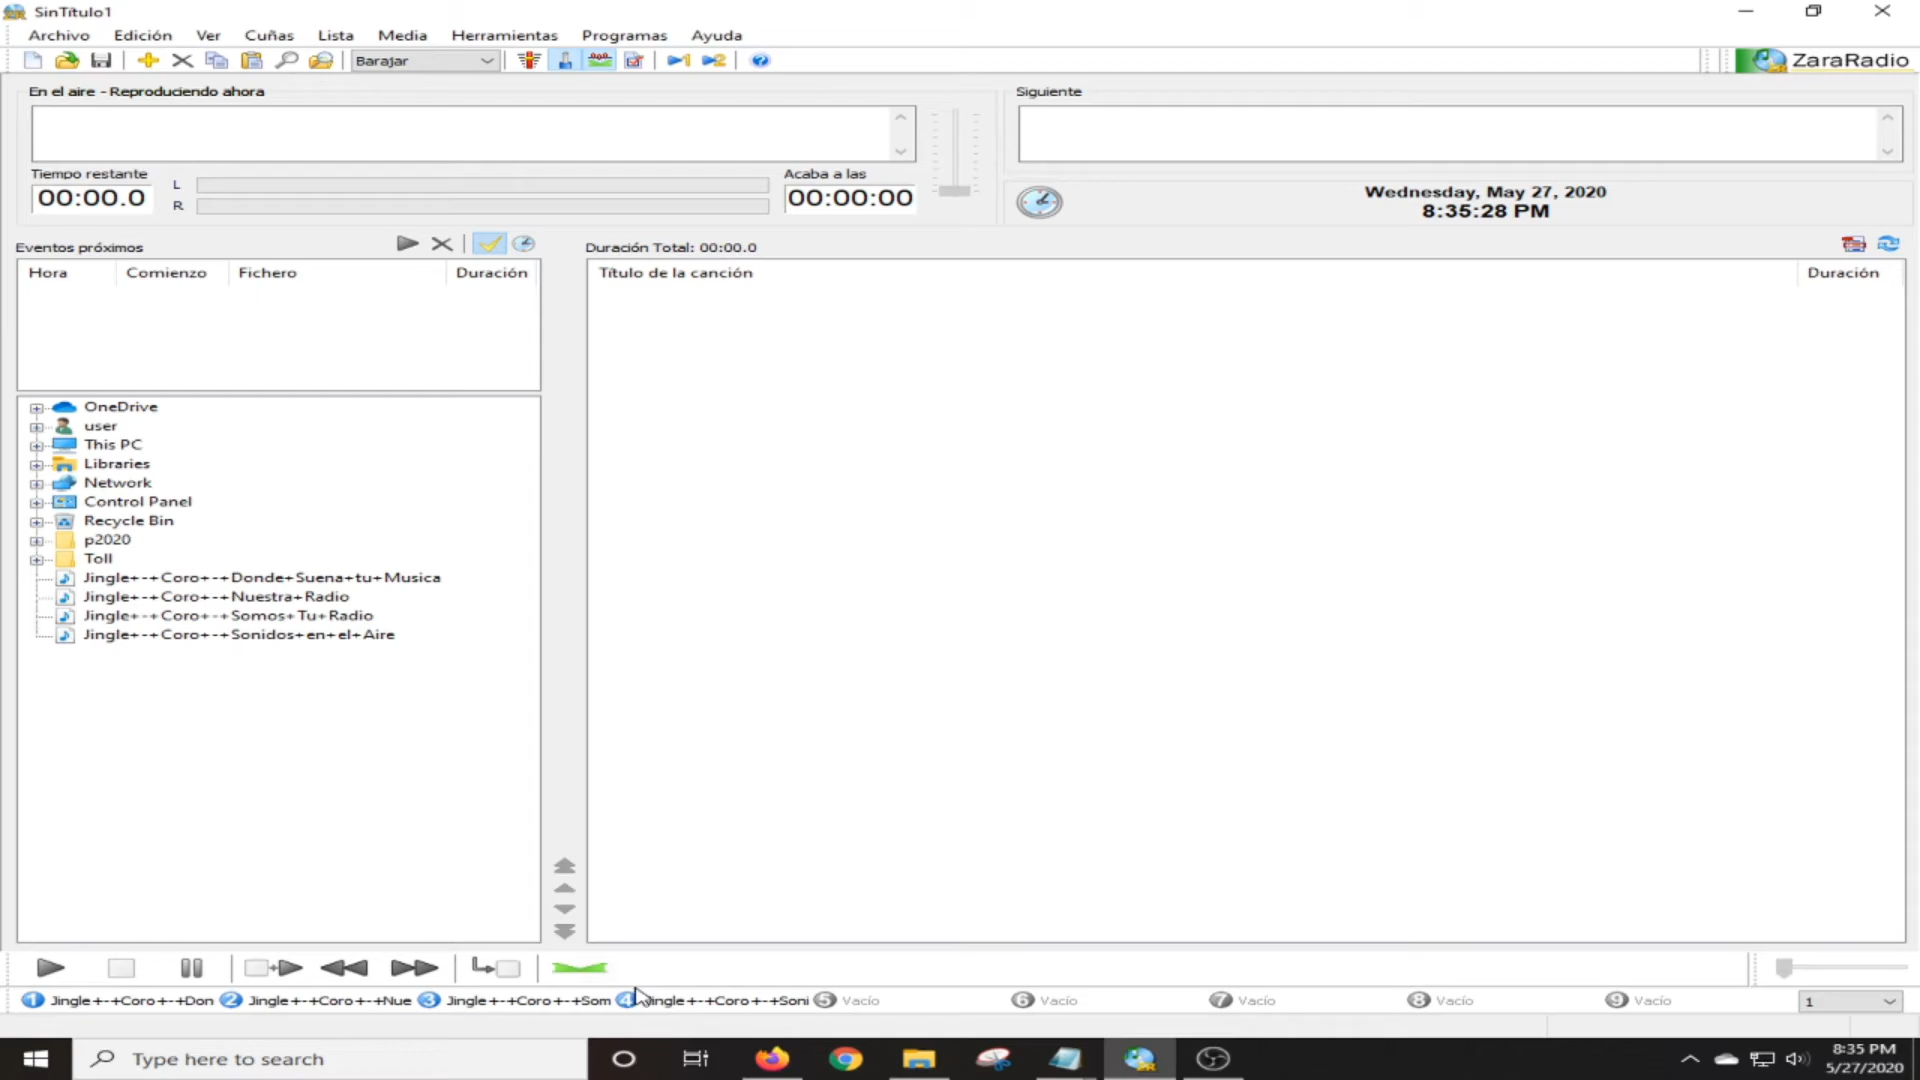 SinTítulo1
Archivo Edición Ver Cuñas Lista Media Herramientas Programas Ayuda
Barajar
1 2
ZaraRadio
En el aire - Reproduciendo ahora
Siguiente
Tiempo restante
00:00.0
L
R
Acaba a las
00:00:00
Wednesday, May 27, 2020
8:35:28 PM
Eventos próximos
Duración Total: 00:00.0
Hora Comienzo Fichero Duración
Título de la canción Duración
OneDrive
user
This PC
Libraries
Network
Control Panel
Recycle Bin
p2020
Toll
Jingle+-+Coro+-+Donde+Suena+tu+Musica
Jingle+-+Coro+-+Nuestra+Radio
Jingle+-+Coro+-+Somos+Tu+Radio
Jingle+-+Coro+-+Sonidos+en+el+Aire
1 Jingle+-+Coro+-+Don 2 Jingle+-+Coro+-+Nue 3 Jingle+-+Coro+-+Som 4 Jingle+-+Coro+-+Soni 5 Vacío 6 Vacío 7 Vacío 8 Vacío 9 Vacío 1
Type here to search
8:35 PM
5/27/2020